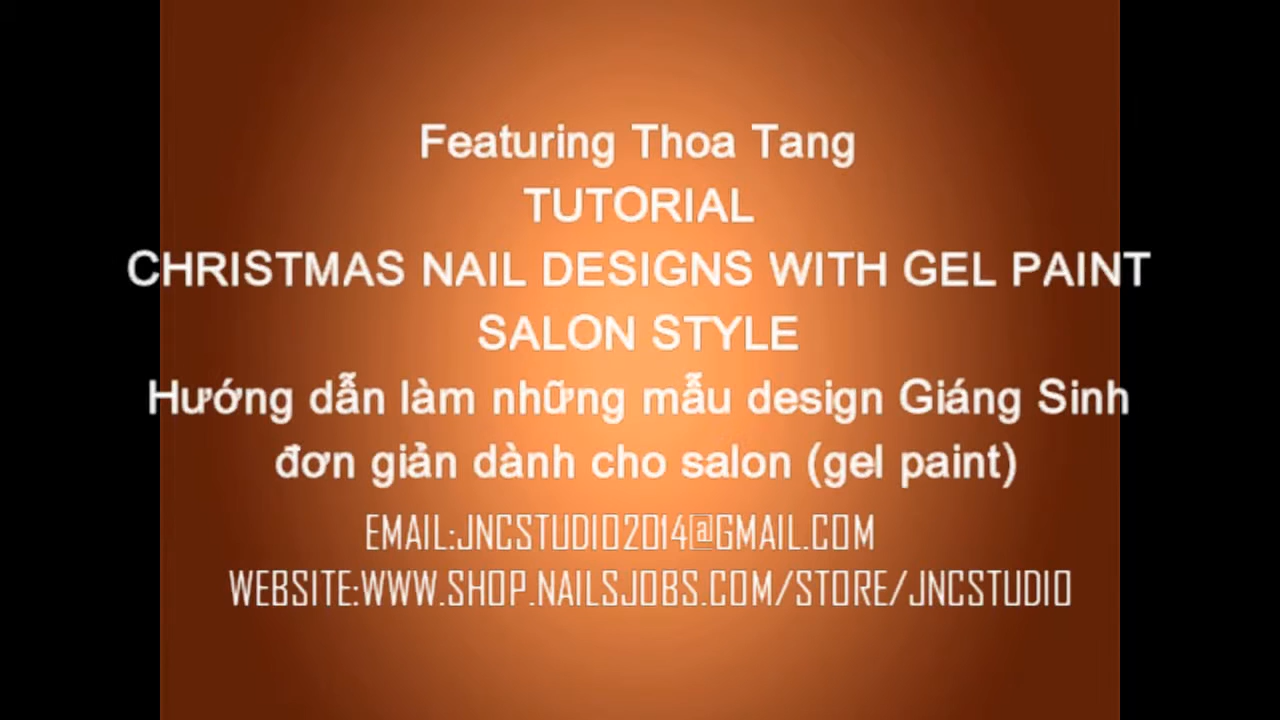 Featuring Thoa Tang
TUTORIAL
CHRISTMAS NAIL DESIGNS WITH GEL PAINT
SALON STYLE
Hướng dẫn làm những mẫu design Giáng Sinh
đơn giản dành cho salon (gel paint)
EMAIL:JNCSTUDIO2014@GMAIL.COM
WEBSITE:WWW.SHOP.NAILSJOBS.COM/STORE/JNCSTUDIO